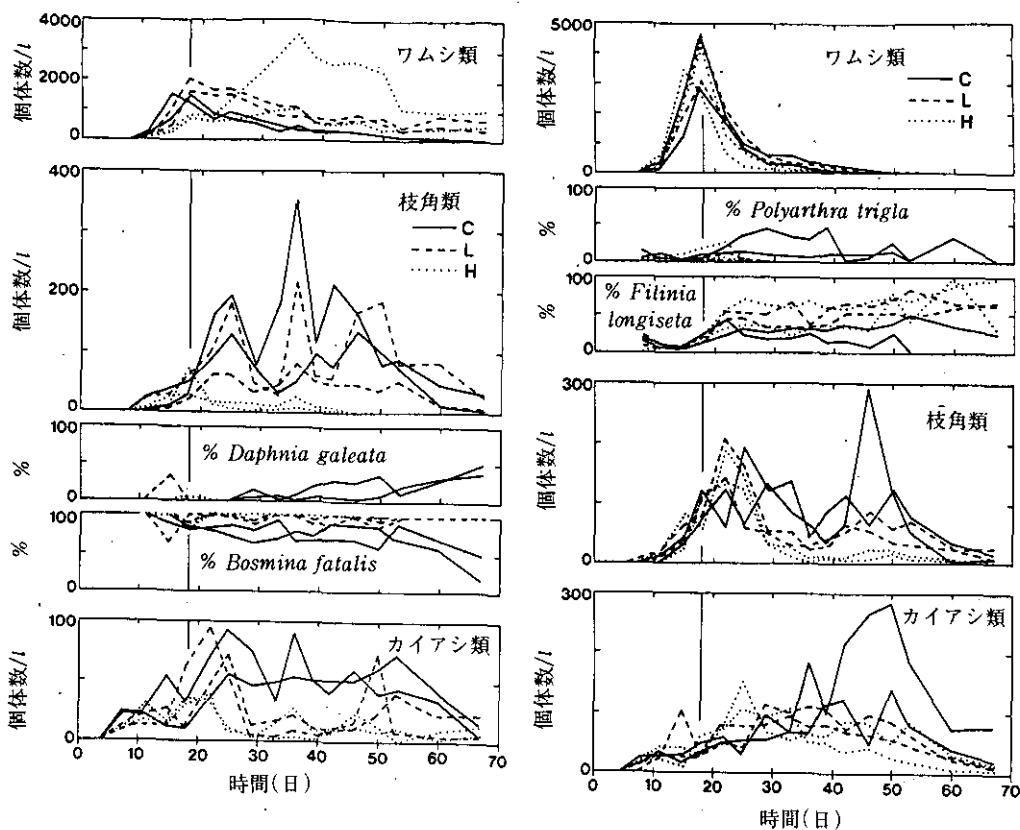 個体数/l
4000
2000
0
ワムシ類
個体数/l
400
200
0
枝角類
C
L
H
%
100
0
% Daphnia galeata
%
100
0
% Bosmina fatalis
個体数/l
100
50
0
カイアシ類
0 10 20 30 40 50 60 70
時間(日)
個体数/l
5000
0
ワムシ類
C
L
H
%
100
0
% Polyarthra trigla
%
100
0
% Filinia
longiseta
個体数/l
300
0
枝角類
個体数/l
300
0
カイアシ類
0 10 20 30 40 50 60 70
時間(日)